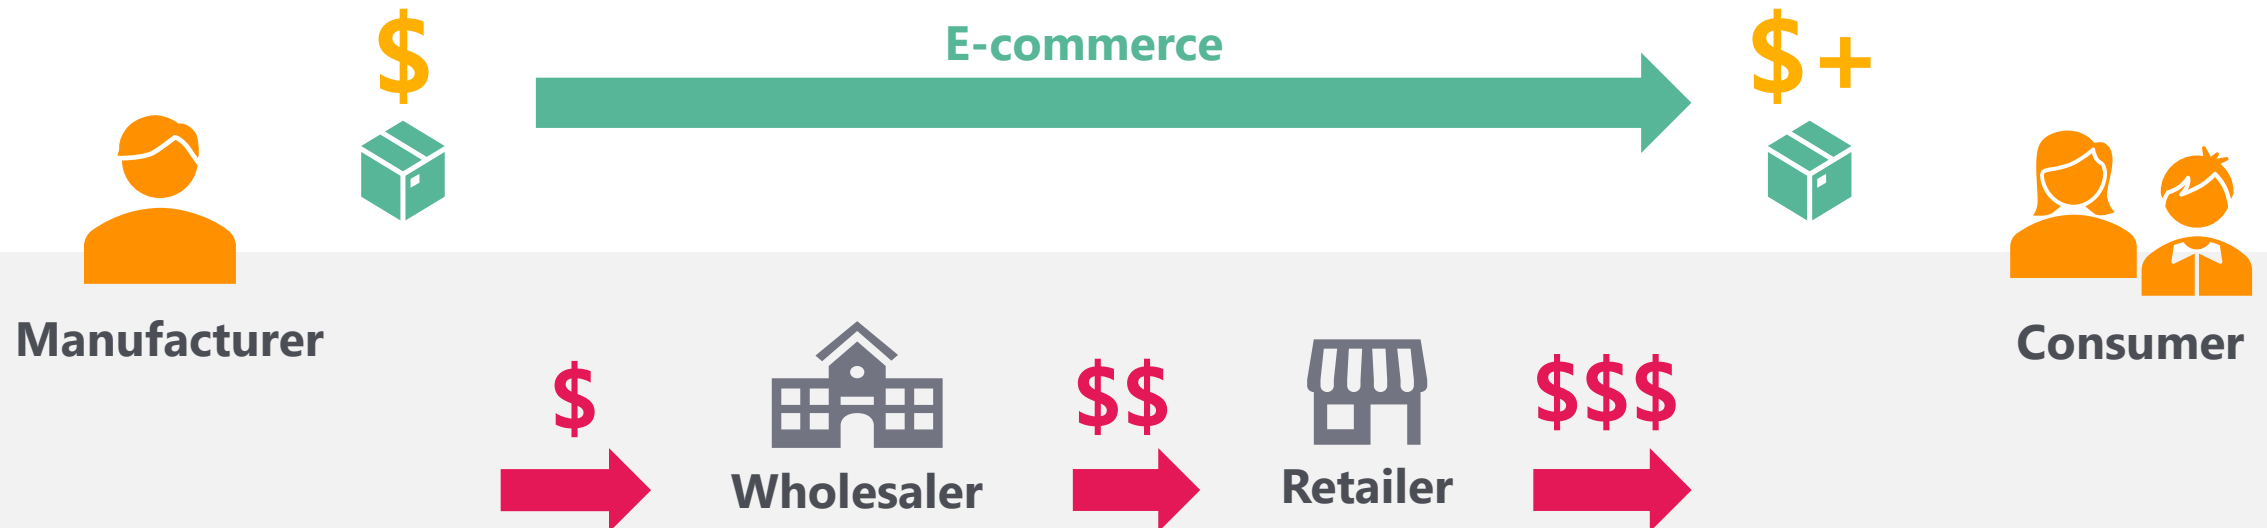 $
E-commerce
$+
Manufacturer
Consumer
$
$$
$$$
Wholesaler
Retailer